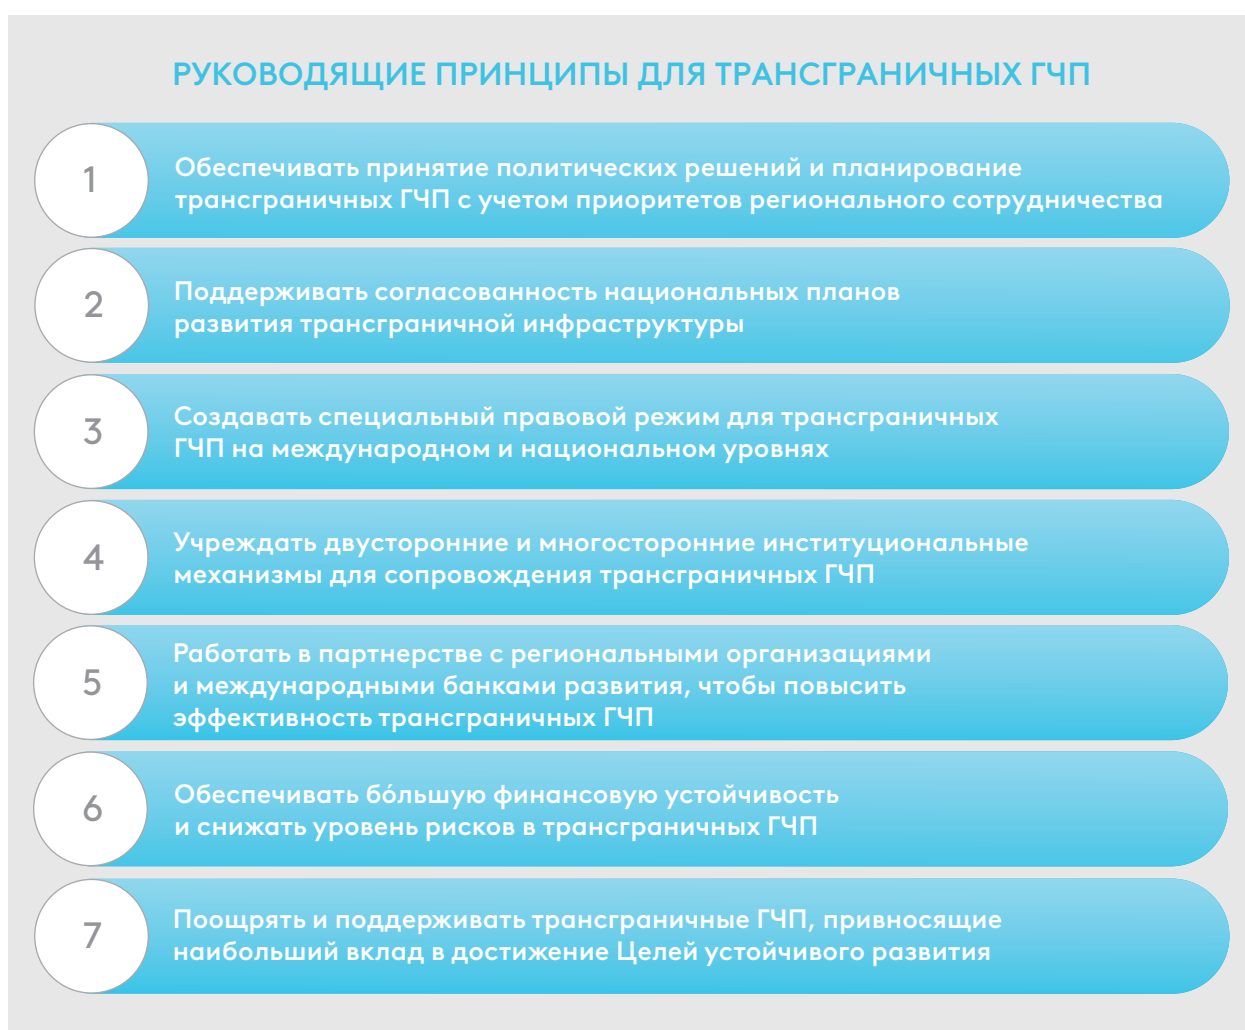 РУКОВОДЯЩИЕ ПРИНЦИПЫ ДЛЯ ТРАНСГРАНИЧНЫХ ГЧП
1
Обеспечивать принятие политических решений и планирование
трансграничных ГЧП с учетом приоритетов регионального сотрудничества
2
Поддерживать согласованность национальных планов
развития трансграничной инфраструктуры
3
Создавать специальный правовой режим для трансграничных
ГЧП на международном и национальном уровнях
4
Учреждать двусторонние и многосторонние институциональные
механизмы для сопровождения трансграничных ГЧП
5
Работать в партнерстве с региональными организациями
и международными банками развития, чтобы повысить
эффективность трансграничных ГЧП
6
Обеспечивать бо́льшую финансовую устойчивость
и снижать уровень рисков в трансграничных ГЧП
7
Поощрять и поддерживать трансграничные ГЧП, привносящие
наибольший вклад в достижение Целей устойчивого развития